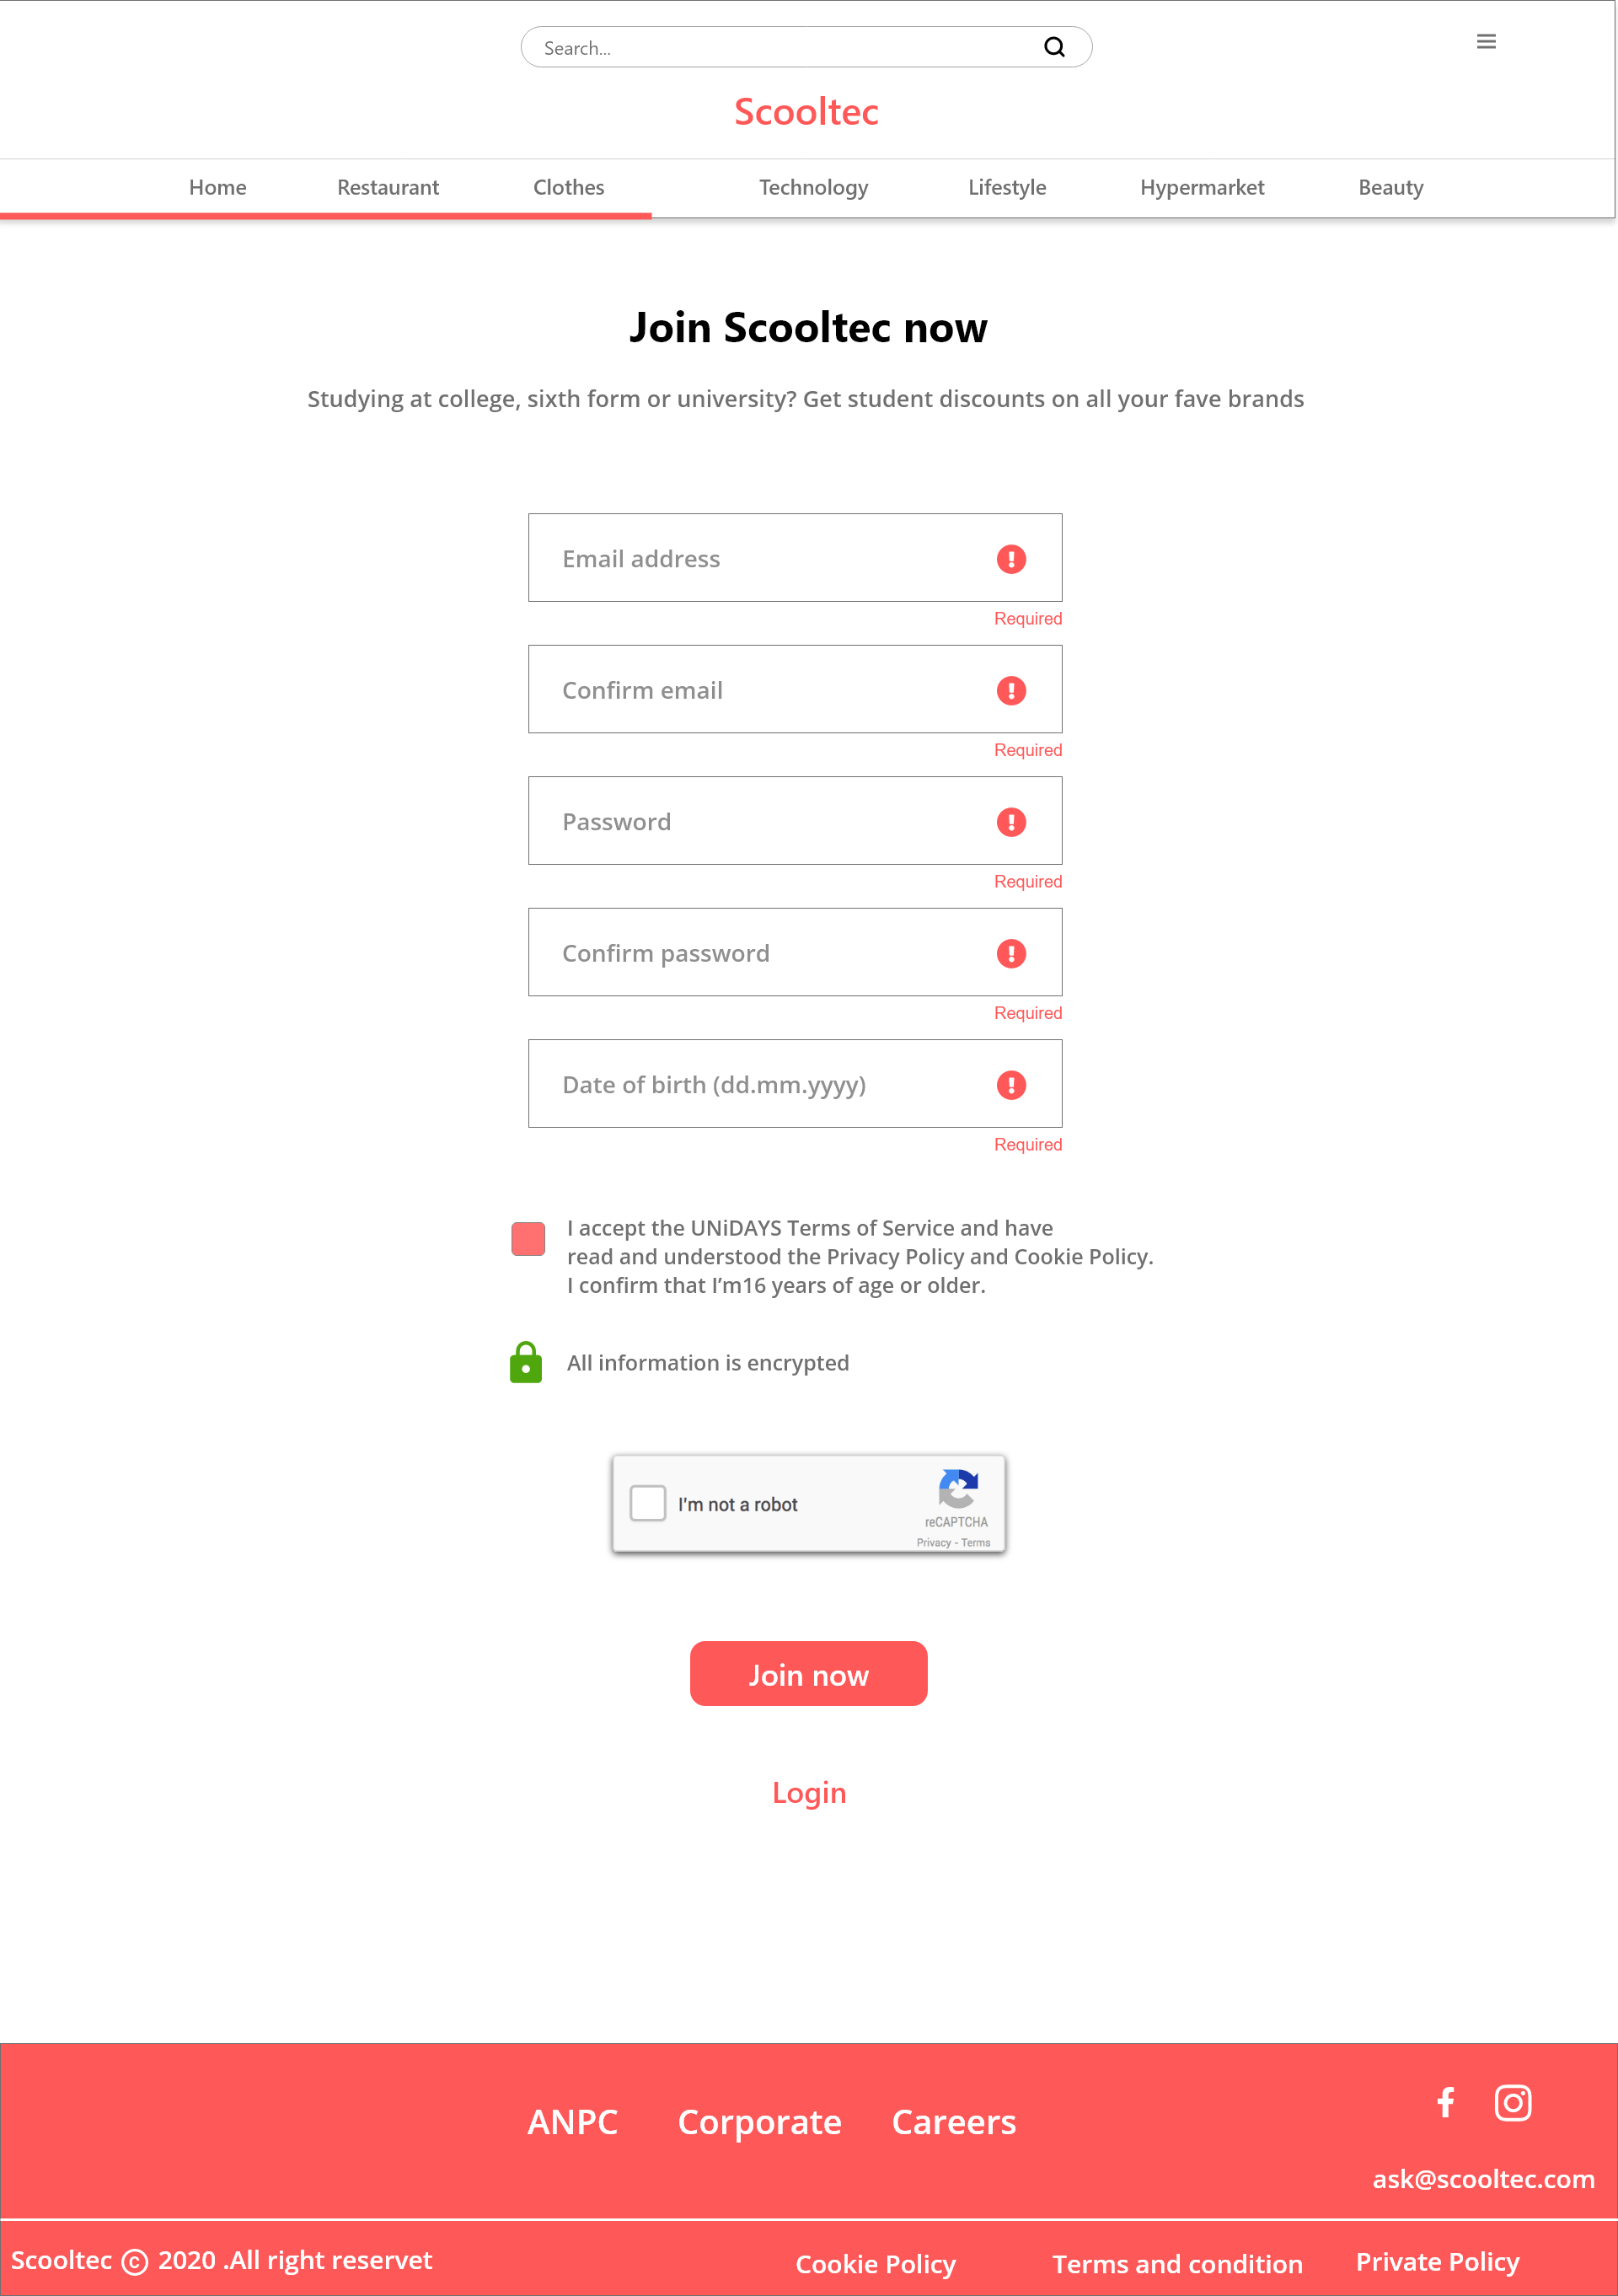 Search...
Scooltec
Home Restaurant Clothes Technology Lifestyle Hypermarket Beauty
Join Scooltec now
Studying at college, sixth form or university? Get student discounts on all your fave brands
Email address
Required
Confirm email
Required
Password
Required
Confirm password
Required
Date of birth (dd.mm.yyyy)
Required
I accept the UNiDAYS Terms of Service and have
read and understood the Privacy Policy and Cookie Policy.
I confirm that I'm16 years of age or older.
All information is encrypted
I'm not a robot
reCAPTCHA
Privacy - Terms
Join now
Login
ANPC Corporate Careers
ask@scooltec.com
Scooltec © 2020 .All right reservet
Cookie Policy Terms and condition Private Policy